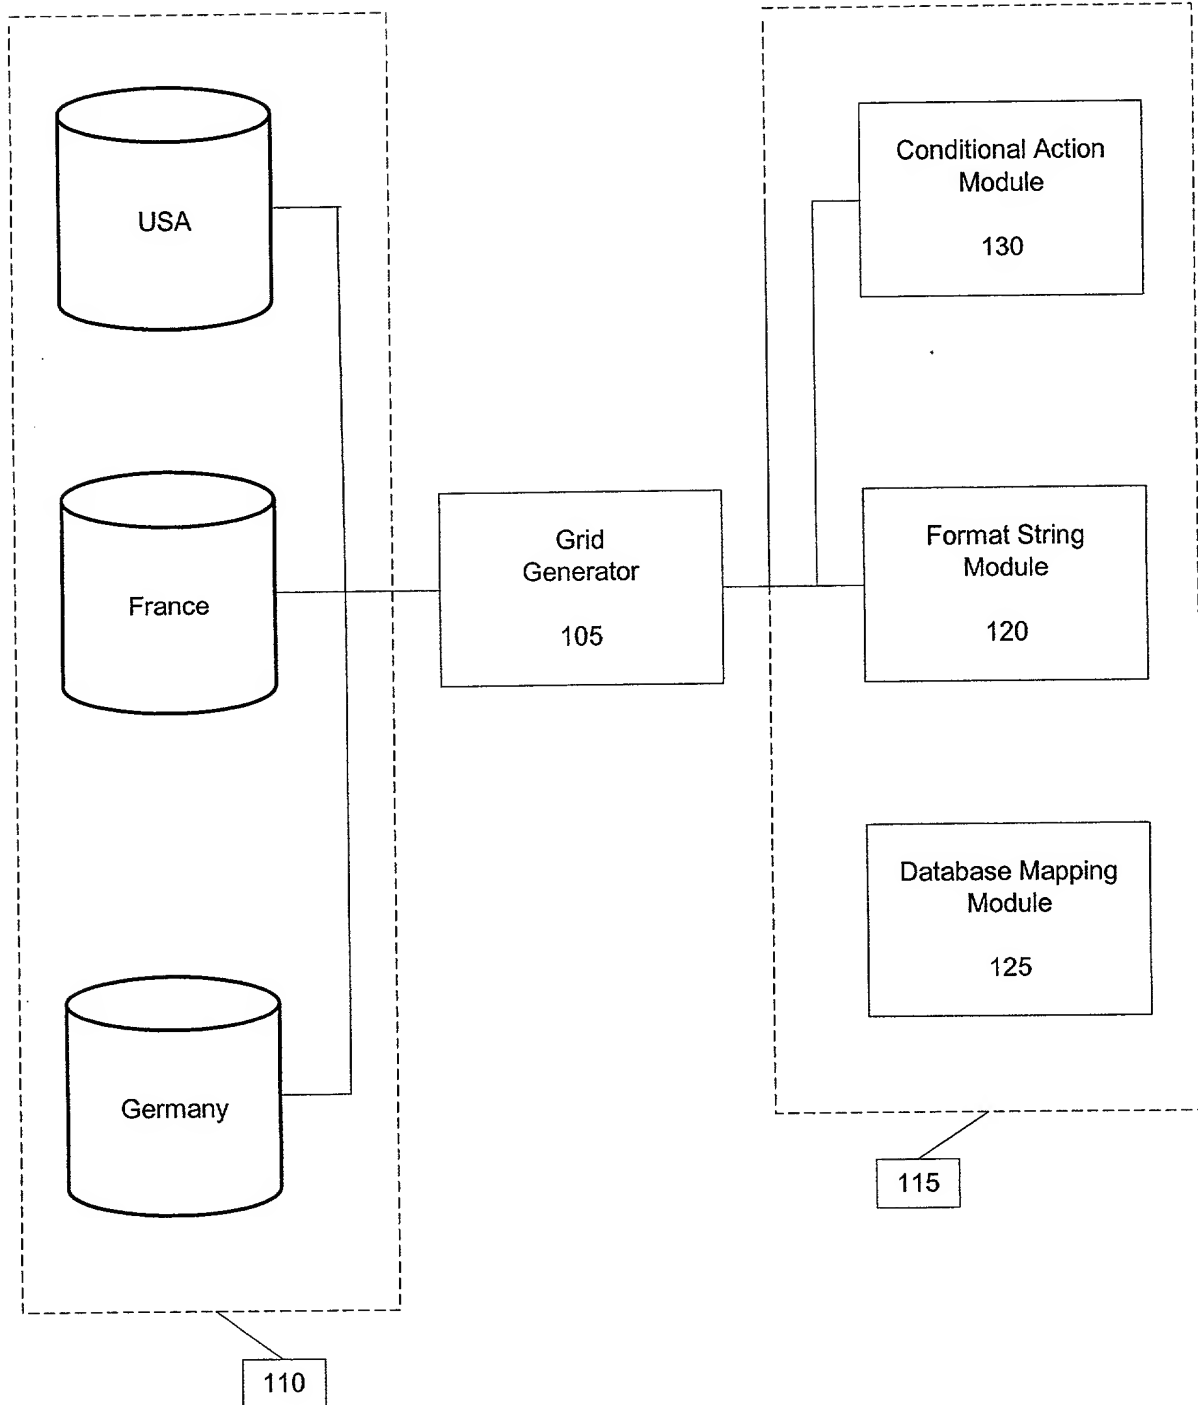 USA
France
Germany
110
Grid
Generator
105
Conditional Action
Module
130
Format String
Module
120
Database Mapping
Module
125
115